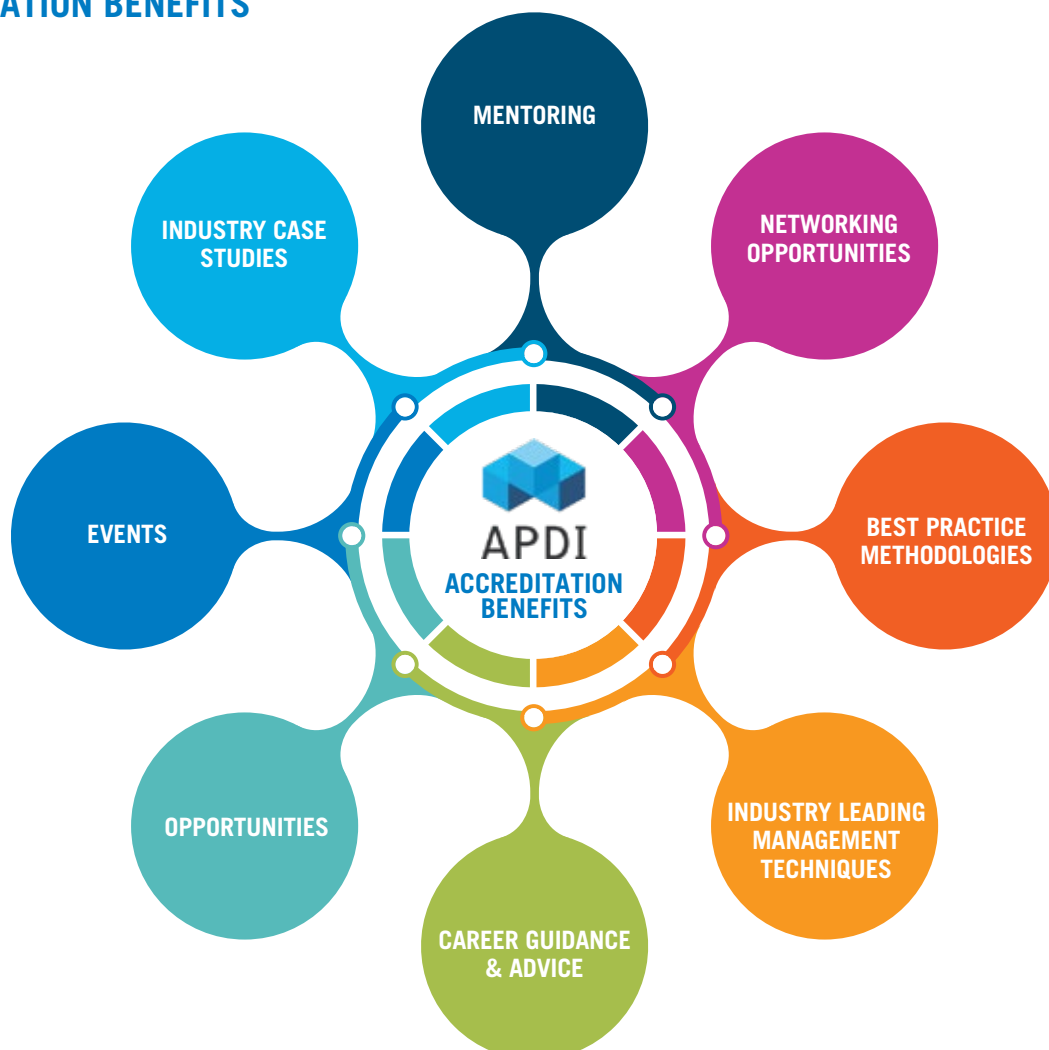 ATION BENEFITS
MENTORING
NETWORKING
OPPORTUNITIES
BEST PRACTICE
METHODOLOGIES
INDUSTRY LEADING
MANAGEMENT
TECHNIQUES
CAREER GUIDANCE
& ADVICE
OPPORTUNITIES
EVENTS
INDUSTRY CASE
STUDIES
APDI
ACCREDITATION
BENEFITS